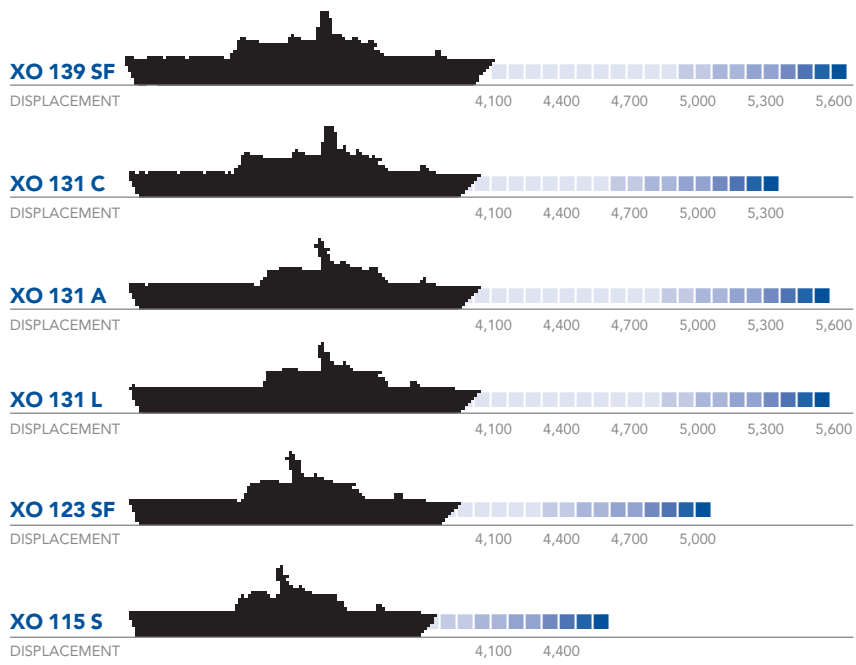 XO 139 SF
DISPLACEMENT 4,100 4,400 4,700 5,000 5,300 5,600
XO 131 C
DISPLACEMENT 4,100 4,400 4,700 5,000 5,300
XO 131 A
DISPLACEMENT 4,100 4,400 4,700 5,000 5,300 5,600
XO 131 L
DISPLACEMENT 4,100 4,400 4,700 5,000 5,300 5,600
XO 123 SF
DISPLACEMENT 4,100 4,400 4,700 5,000
XO 115 S
DISPLACEMENT 4,100 4,400